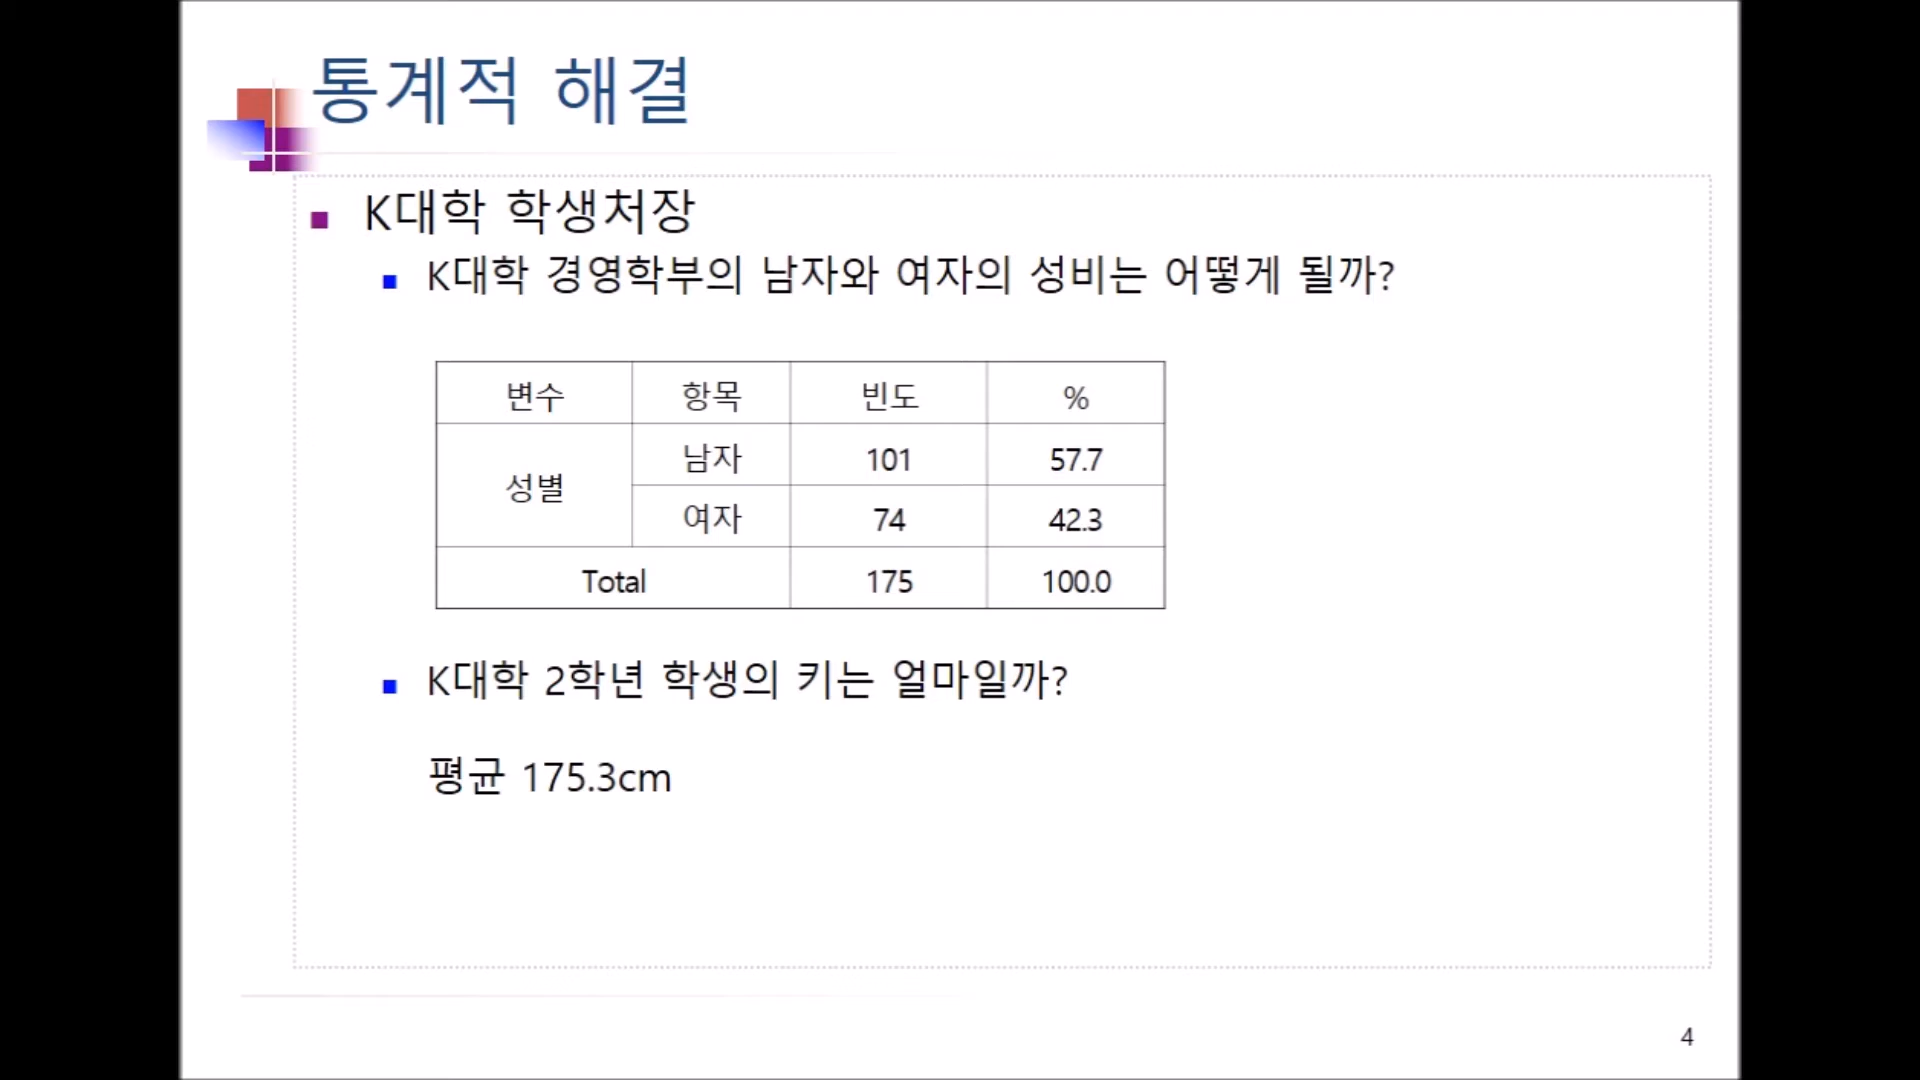 통계적 해결
K대학 학생처장
K대학 경영학부의 남자와 여자의 성비는 어떻게 될까?
변수 항목 빈도 %
성별 남자 101 57.7
여자 74 42.3
Total 175 100.0
K대학 2학년 학생의 키는 얼마일까?
평균 175.3cm
4